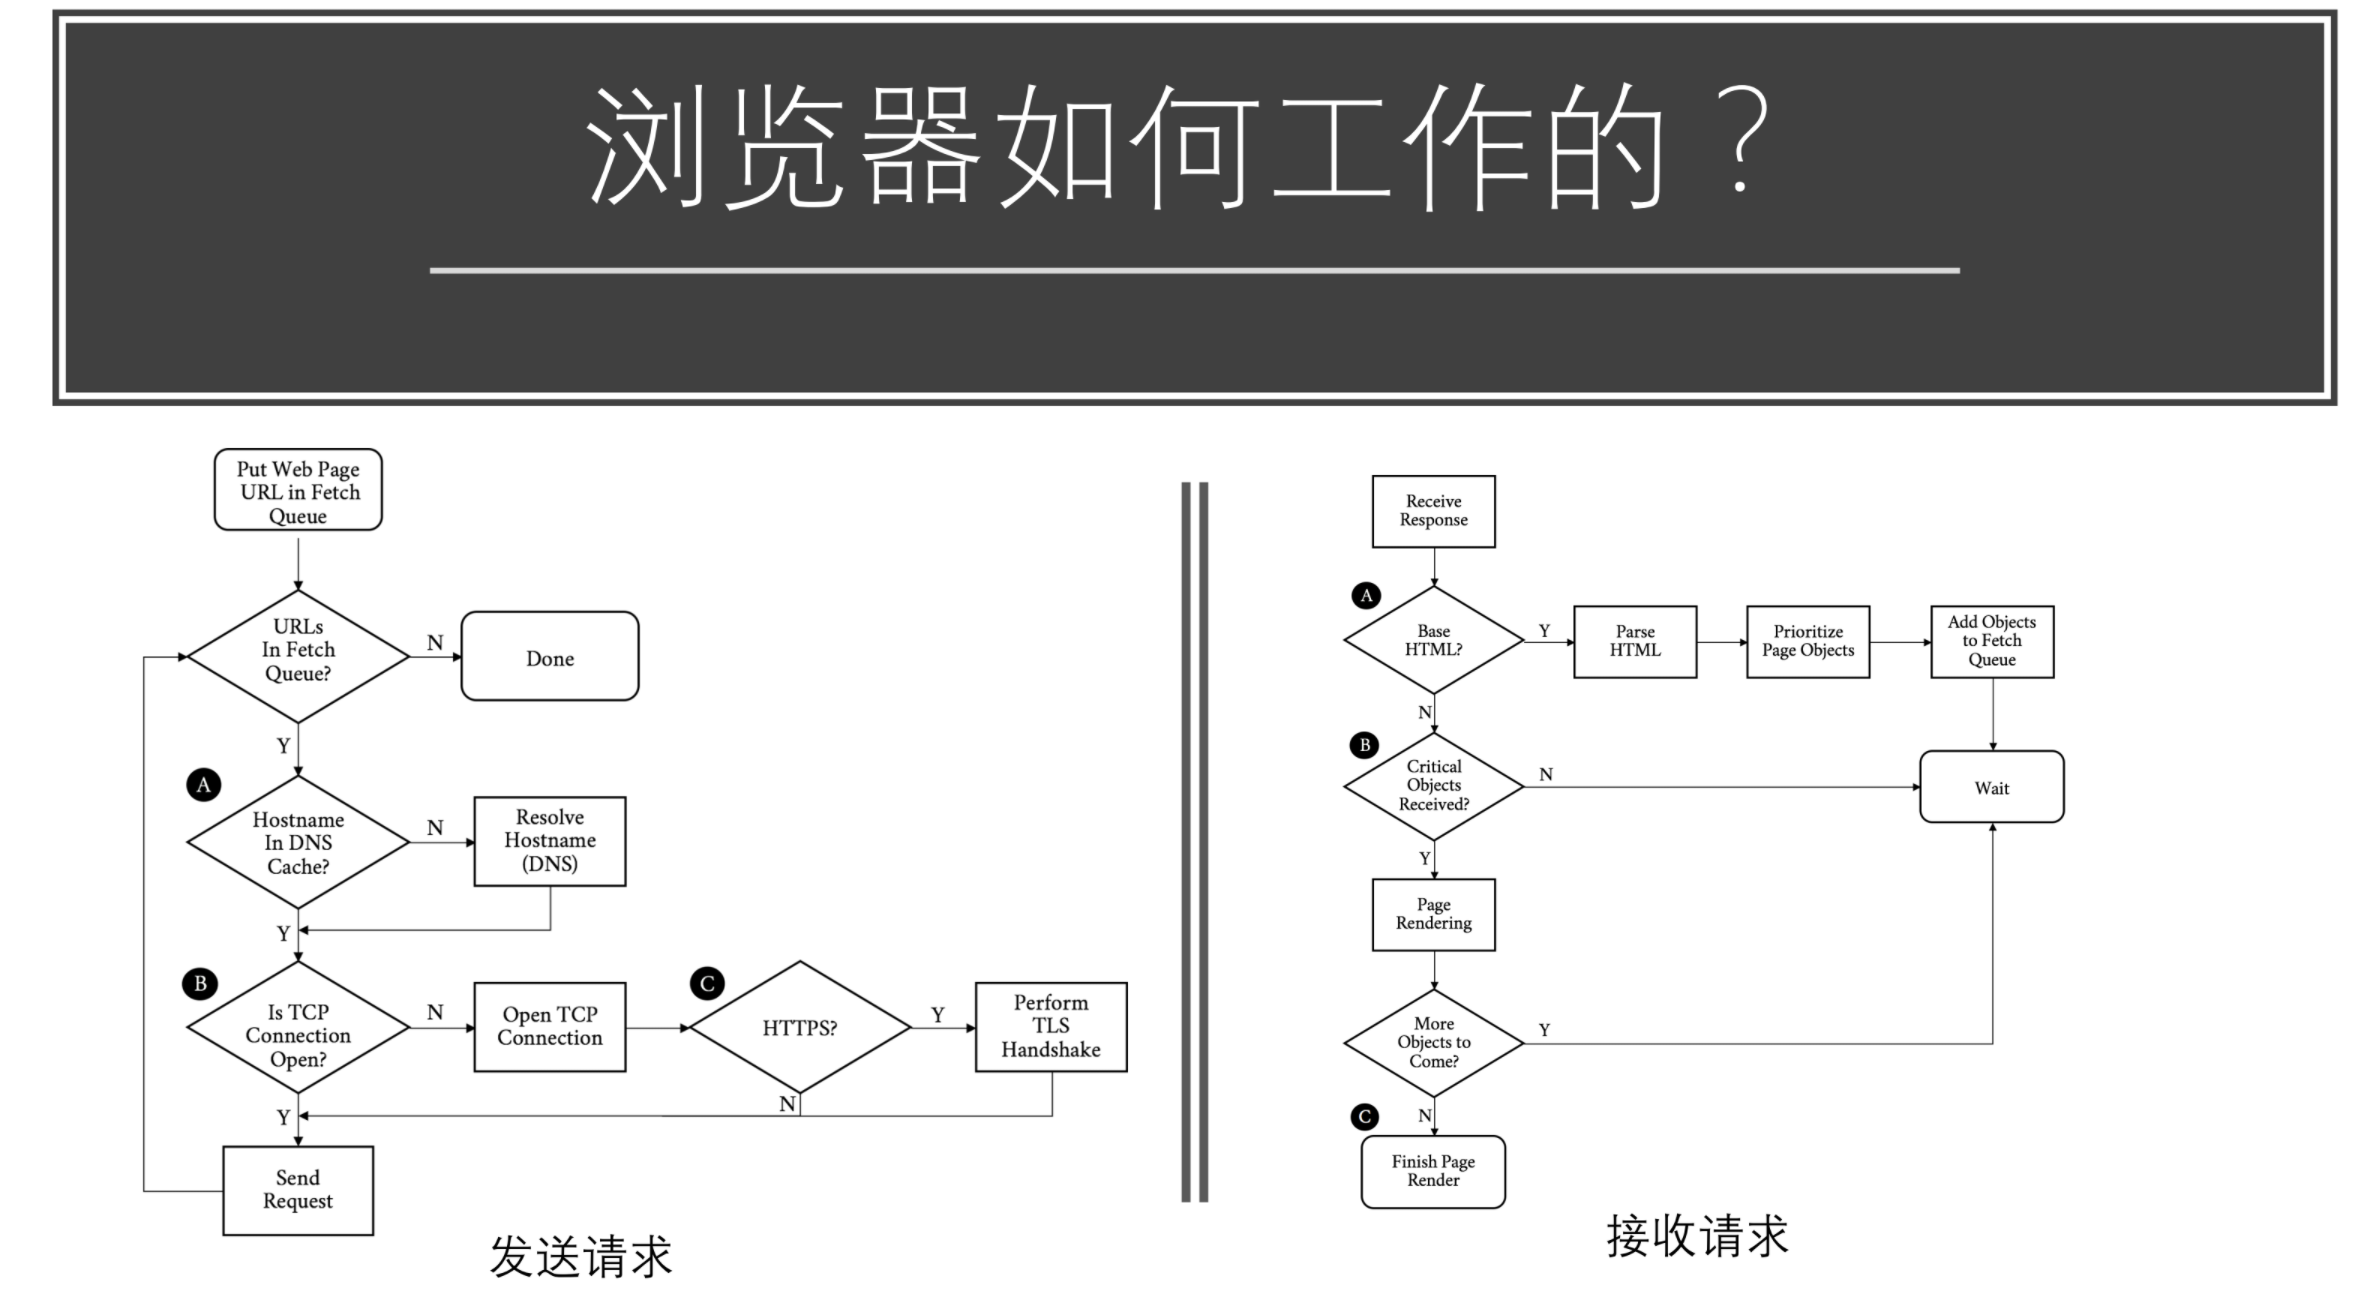 浏览器如何工作的？
Put Web Page
URL in Fetch
Queue
URLs
In Fetch
Queue?
N
Done
Y
A
Hostname
In DNS
Cache?
N
Resolve
Hostname
(DNS)
Y
B
Is TCP
Connection
Open?
N
Open TCP
Connection
C
HTTPS?
Y
Perform
TLS
Handshake
N
Y
Send
Request
发送请求
Receive
Response
A
Base
HTML?
Y
Parse
HTML
Prioritize
Page Objects
Add Objects
to Fetch
Queue
N
B
Critical
Objects
Received?
N
Wait
Y
Page
Rendering
More
Objects to
Come?
Y
C
N
Finish Page
Render
接收请求